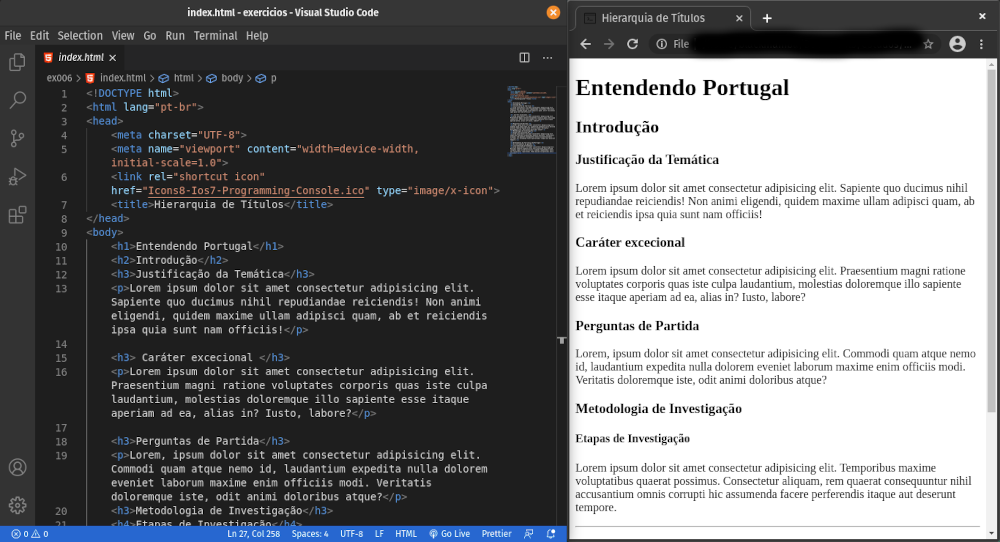 index.html - exercicios - Visual Studio Code
File Edit Selection View Go Run Terminal Help
index.html
ex006 > index.html > html > body > p
1 <!DOCTYPE html>
2 <html lang="pt-br">
3 <head>
4 <meta charset="UTF-8">
5 <meta name="viewport" content="width=device-width,
initial-scale=1.0">
6 <link rel="shortcut icon"
href="Icons8-Ios7-Programming-Console.ico" type="image/x-icon">
7 <title>Hierarquia de Títulos</title>
8 </head>
9 <body>
10 <h1>Entendendo Portugal</h1>
11 <h2>Introdução</h2>
12 <h3>Justificação da Temática</h3>
13 <p>Lorem ipsum dolor sit amet consectetur adipisicing elit.
Sapiente quo ducimus nihil repudiandae reiciendis! Non animi
eligendi, quidem maxime ullam adipisci quam, ab et reiciendis
ipsa quia sunt nam officiis!</p>
14
15 <h3> Caráter excecional </h3>
16 <p>Lorem ipsum dolor sit amet consectetur adipisicing elit.
Praesentium magni ratione voluptates corporis quas iste culpa
laudantium, molestias doloremque illo sapiente esse itaque
aperiam ad ea, alias in? Iusto, labore?</p>
17
18 <h3>Perguntas de Partida</h3>
19 <p>Lorem, ipsum dolor sit amet consectetur adipisicing elit.
Commodi quam atque nemo id, laudantium expedita nulla dolorem
eveniet laborum maxime enim officiis modi. Veritatis
doloremque iste, odit animi doloribus atque?</p>
20 <h3>Metodologia de Investigação</h3>
21 <h4>Etapas de Investigação</h4>
0 0 Ln 27, Col 258 Spaces: 4 UTF-8 LF HTML Go Live Prettier
Hierarquia de Títulos
File
Entendendo Portugal
Introdução
Justificação da Temática
Lorem ipsum dolor sit amet consectetur adipisicing elit. Sapiente quo ducimus nihil
repudiandae reiciendis! Non animi eligendi, quidem maxime ullam adipisci quam, ab
et reiciendis ipsa quia sunt nam officiis!
Caráter excecional
Lorem ipsum dolor sit amet consectetur adipisicing elit. Praesentium magni ratione
voluptates corporis quas iste culpa laudantium, molestias doloremque illo sapiente
esse itaque aperiam ad ea, alias in? Iusto, labore?
Perguntas de Partida
Lorem, ipsum dolor sit amet consectetur adipisicing elit. Commodi quam atque nemo
id, laudantium expedita nulla dolorem eveniet laborum maxime enim officiis modi.
Veritatis doloremque iste, odit animi doloribus atque?
Metodologia de Investigação
Etapas de Investigação
Lorem ipsum dolor sit amet consectetur adipisicing elit. Temporibus maxime
voluptatibus quaerat possimus. Consectetur aliquam, rem quaerat consequuntur nihil
accusantium omnis corrupti hic assumenda facere perferendis itaque aut deserunt
tempore.